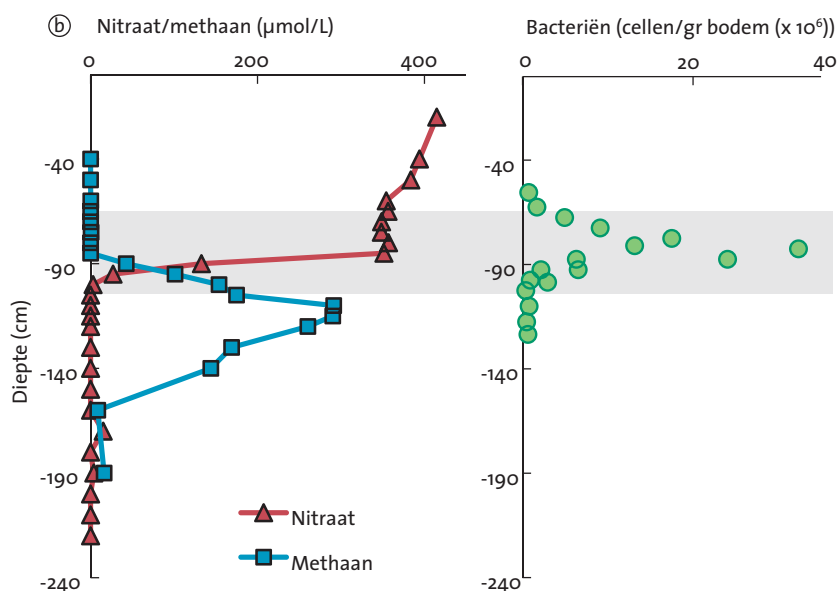 ⓑ Nitraat/methaan (µmol/L)
0 200 400
-40
-90
-140
-190
-240
Diepte (cm)
Nitraat
Methaan
Bacteriën (cellen/gr bodem (x 10⁶))
0 20 40
-40
-90
-140
-190
-240